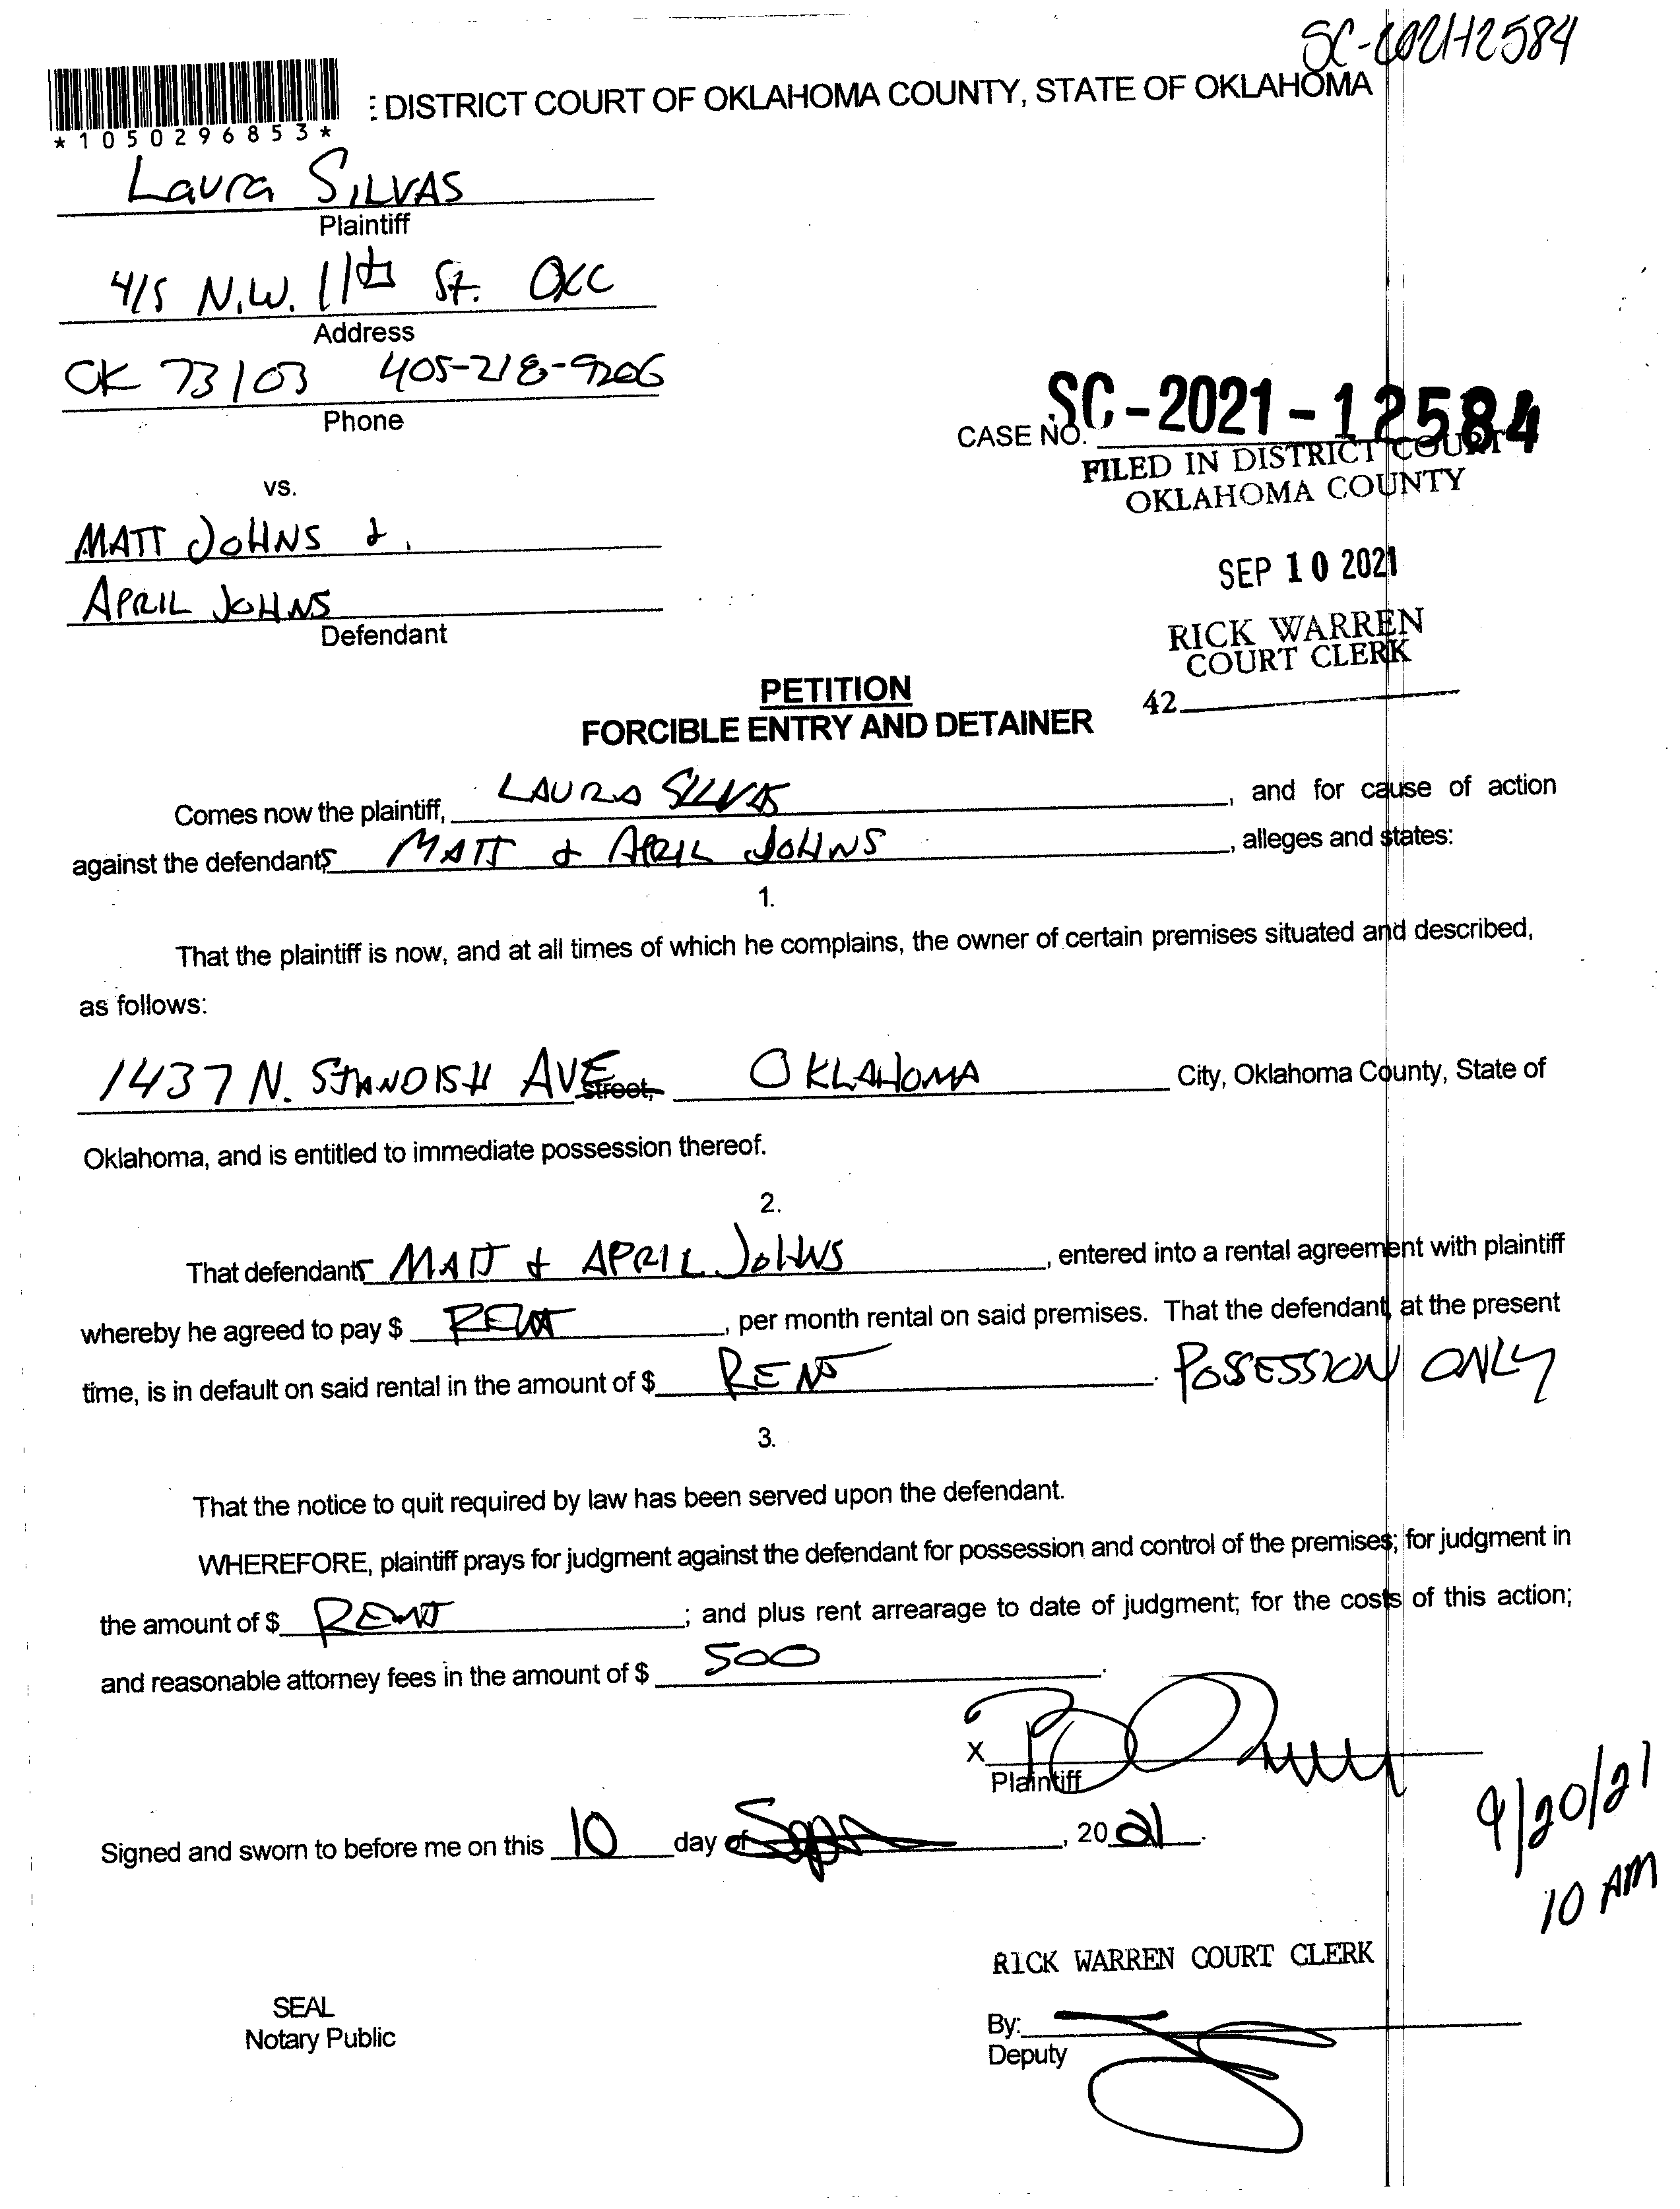 SC-2021-12584
: DISTRICT COURT OF OKLAHOMA COUNTY, STATE OF OKLAHOMA
*1050296853*
Laura SILVAS
Plaintiff
415 N.W. 11th St. OKC
Address
OK 73103 405-218-9206
Phone
SC-2021-12584
CASE NO.
FILED IN DISTRICT COURT
OKLAHOMA COUNTY
vs.
MATT JOHNS &
SEP 10 2021
APRIL JOHNS
Defendant
RICK WARREN
COURT CLERK
42
PETITION
FORCIBLE ENTRY AND DETAINER
Comes now the plaintiff, LAURA SILVAS, and for cause of action
against the defendants MATT & APRIL JOHNS, alleges and states:
1.
That the plaintiff is now, and at all times of which he complains, the owner of certain premises situated and described,
as follows:
1437 N. STANDISH AVE Street, OKLAHOMA City, Oklahoma County, State of
Oklahoma, and is entitled to immediate possession thereof.
2.
That defendants MATT & APRIL JOHNS, entered into a rental agreement with plaintiff
whereby he agreed to pay $ RENT, per month rental on said premises. That the defendant, at the present
time, is in default on said rental in the amount of $ RENT. POSSESSION ONLY
3.
That the notice to quit required by law has been served upon the defendant.
WHEREFORE, plaintiff prays for judgment against the defendant for possession and control of the premises; for judgment in
the amount of $ RENT; and plus rent arrearage to date of judgment; for the costs of this action;
and reasonable attorney fees in the amount of $ 500.
X
Plaintiff
9/20/21
10 AM
Signed and sworn to before me on this 10 day of Sept, 2021.
RICK WARREN COURT CLERK
SEAL
Notary Public
By:
Deputy